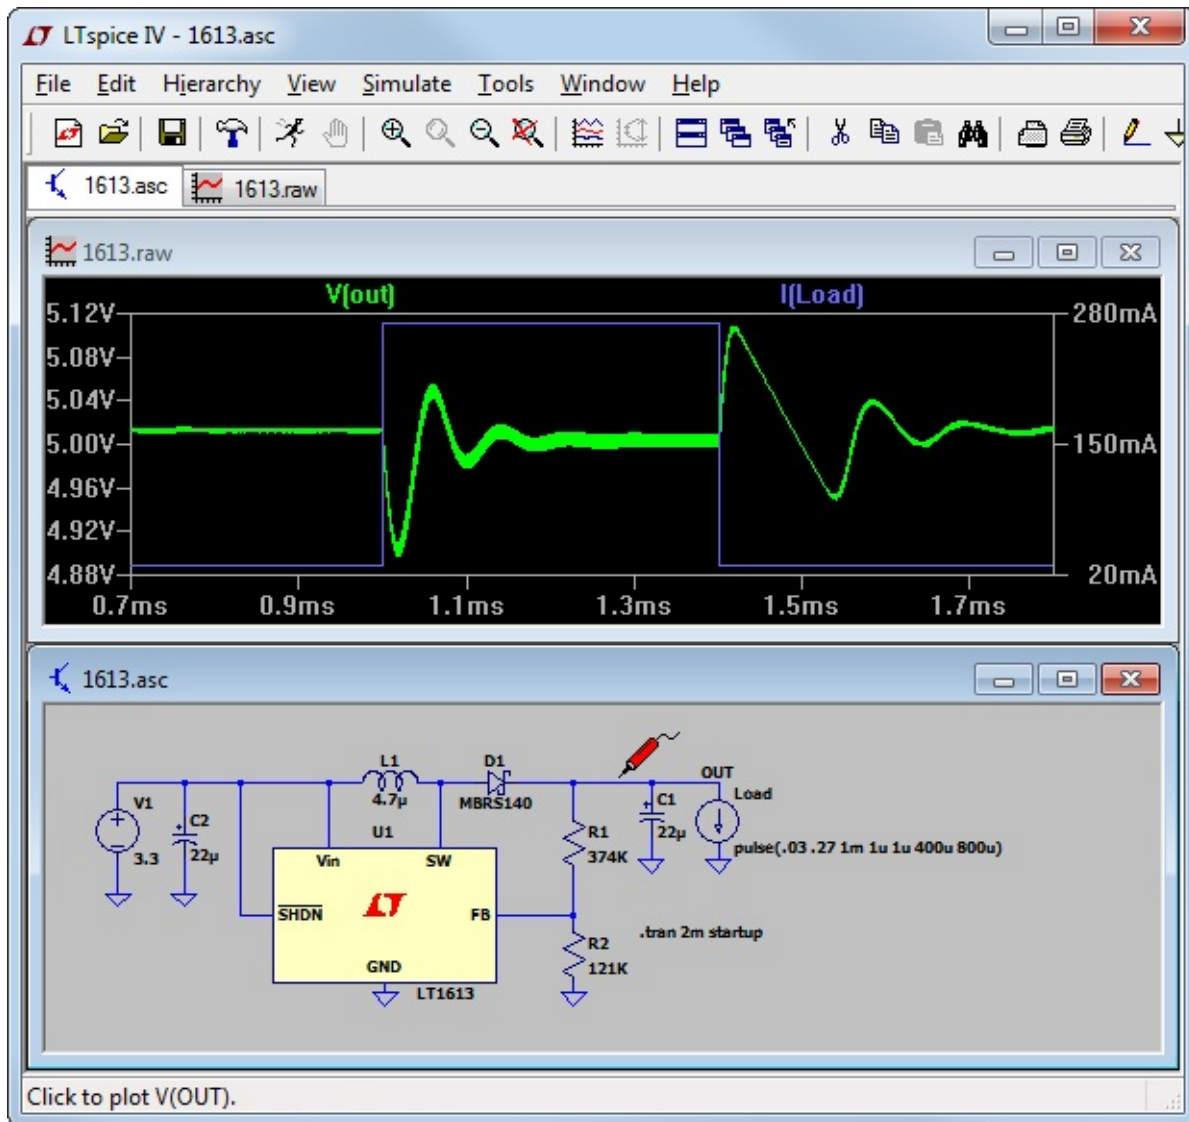 LTspice IV - 1613.asc
File Edit Hierarchy View Simulate Tools Window Help
1613.asc 1613.raw
1613.raw
V(out) I(Load)
5.12V 280mA
5.08V
5.04V
5.00V 150mA
4.96V
4.92V
4.88V 20mA
0.7ms 0.9ms 1.1ms 1.3ms 1.5ms 1.7ms
1613.asc
L1 D1 OUT
4.7µ MBRS140 Load
V1 C2 U1 R1 C1
3.3 22µ Vin SW 374K 22µ pulse(.03 .27 1m 1u 1u 400u 800u)
SHDN FB
R2 .tran 2m startup
GND 121K
LT1613
Click to plot V(OUT).